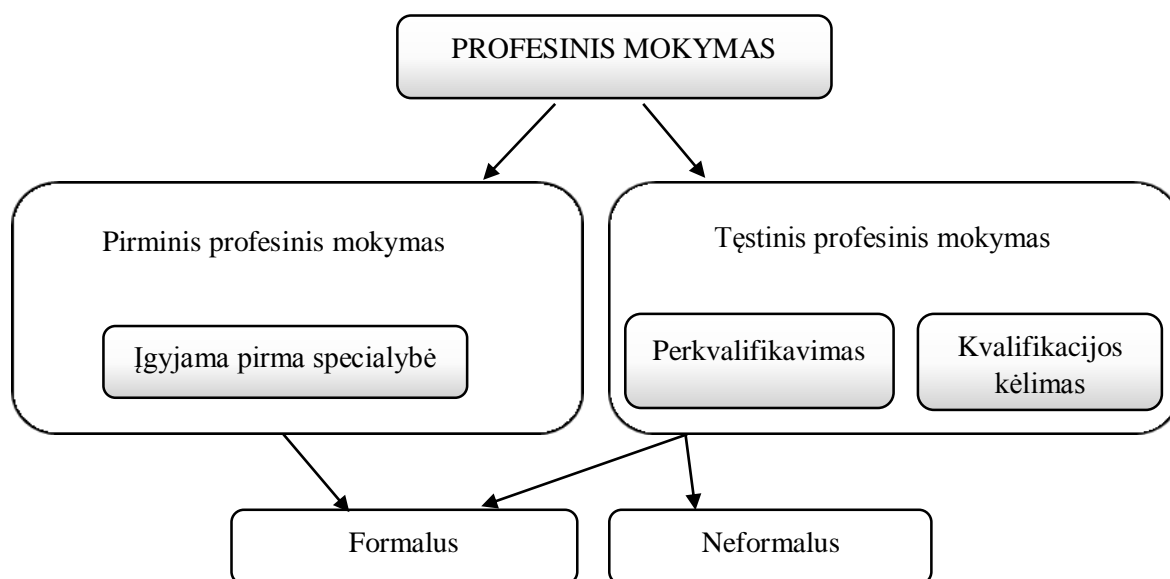 PROFESINIS MOKYMAS
Pirminis profesinis mokymas
Tęstinis profesinis mokymas
Įgyjama pirma specialybė
Perkvalifikavimas
Kvalifikacijos
kėlimas
Formalus
Neformalus